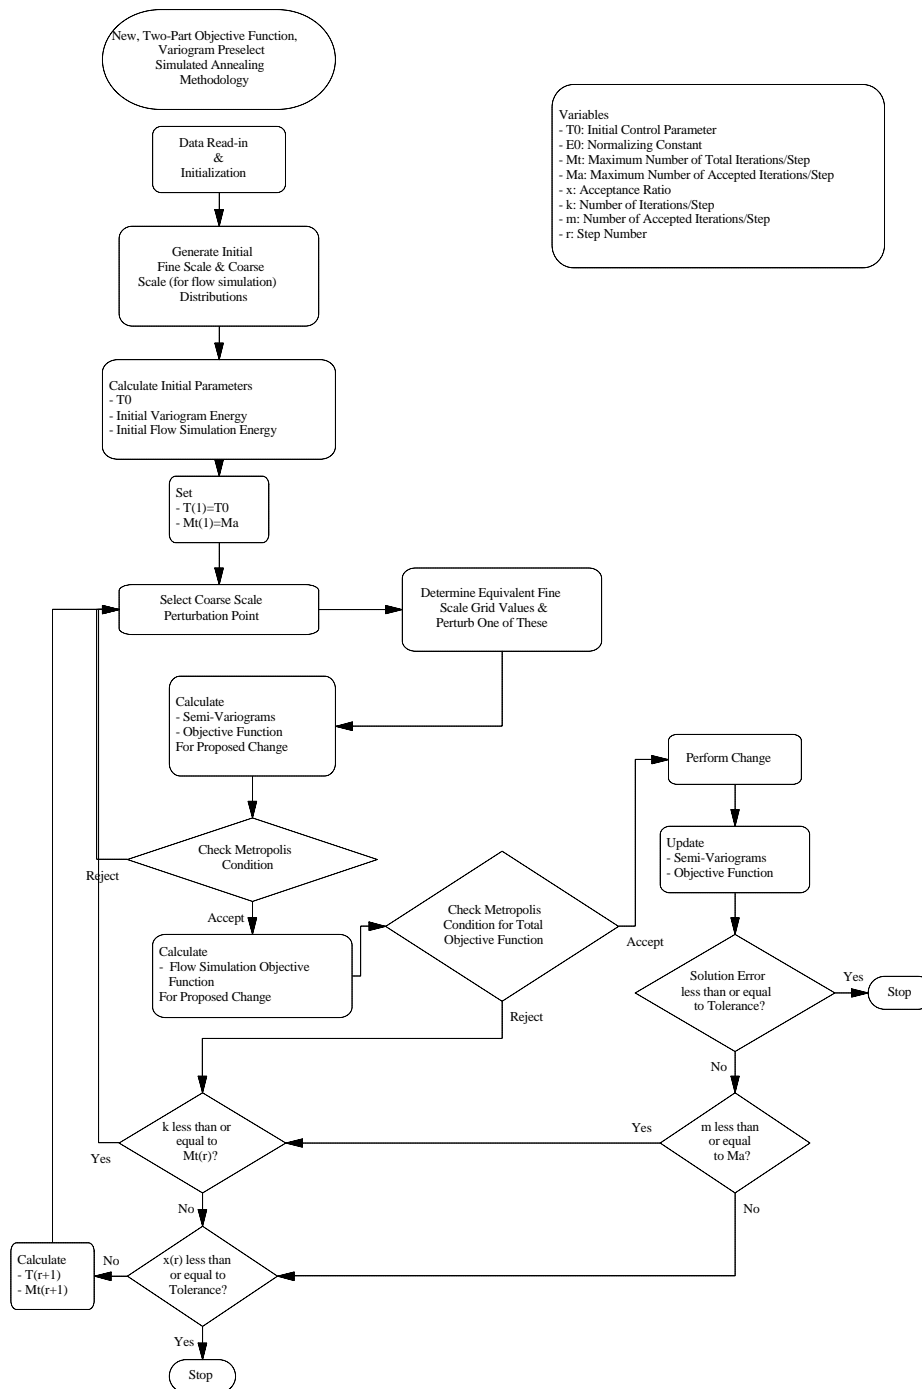 New, Two-Part Objective Function,
Variogram Preselect
Simulated Annealing
Methodology
Variables
- T0: Initial Control Parameter
- E0: Normalizing Constant
- Mt: Maximum Number of Total Iterations/Step
- Ma: Maximum Number of Accepted Iterations/Step
- x: Acceptance Ratio
- k: Number of Iterations/Step
- m: Number of Accepted Iterations/Step
- r: Step Number
Data Read-in
&
Initialization
Generate Initial
Fine Scale & Coarse
Scale (for flow simulation)
Distributions
Calculate Initial Parameters
- T0
- Initial Variogram Energy
- Initial Flow Simulation Energy
Set
- T(1)=T0
- Mt(1)=Ma
Select Coarse Scale
Perturbation Point
Determine Equivalent Fine
Scale Grid Values &
Perturb One of These
Calculate
- Semi-Variograms
- Objective Function
For Proposed Change
Check Metropolis
Condition
Reject
Accept
Calculate
- Flow Simulation Objective
Function
For Proposed Change
Check Metropolis
Condition for Total
Objective Function
Accept
Reject
Perform Change
Update
- Semi-Variograms
- Objective Function
Solution Error
less than or equal
to Tolerance?
Yes
Stop
No
m less than
or equal
to Ma?
Yes
No
k less than or
equal to
Mt(r)?
Yes
No
x(r) less than
or equal to
Tolerance?
No
Calculate
- T(r+1)
- Mt(r+1)
Yes
Stop